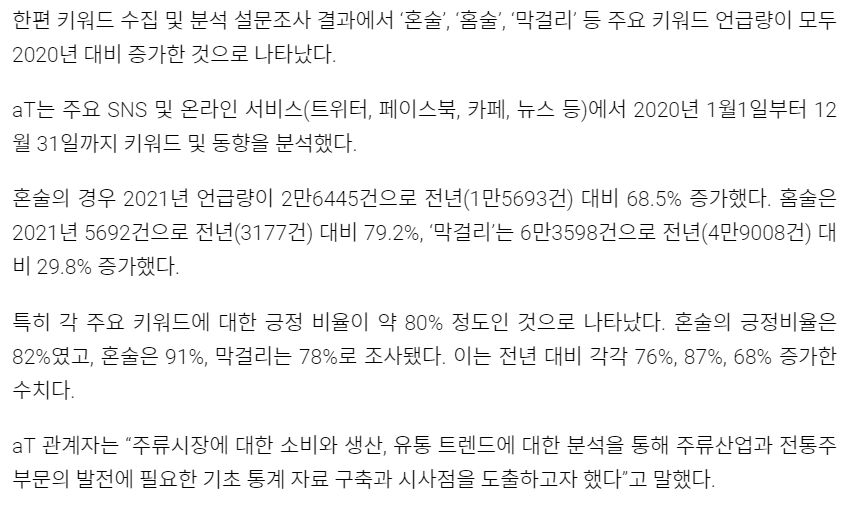 한편 키워드 수집 및 분석 설문조사 결과에서 ‘혼술’, ‘홈술’, ‘막걸리’ 등 주요 키워드 언급량이 모두
2020년 대비 증가한 것으로 나타났다.
aT는 주요 SNS 및 온라인 서비스(트위터, 페이스북, 카페, 뉴스 등)에서 2020년 1월1일부터 12
월 31일까지 키워드 및 동향을 분석했다.
혼술의 경우 2021년 언급량이 2만6445건으로 전년(1만5693건) 대비 68.5% 증가했다. 홈술은
2021년 5692건으로 전년(3177건) 대비 79.2%, ‘막걸리’는 6만3598건으로 전년(4만9008건) 대
비 29.8% 증가했다.
특히 각 주요 키워드에 대한 긍정 비율이 약 80% 정도인 것으로 나타났다. 혼술의 긍정비율은
82%였고, 혼술은 91%, 막걸리는 78%로 조사됐다. 이는 전년 대비 각각 76%, 87%, 68% 증가한
수치다.
aT 관계자는 “주류시장에 대한 소비와 생산, 유통 트렌드에 대한 분석을 통해 주류산업과 전통주
부문의 발전에 필요한 기초 통계 자료 구축과 시사점을 도출하고자 했다”고 말했다.